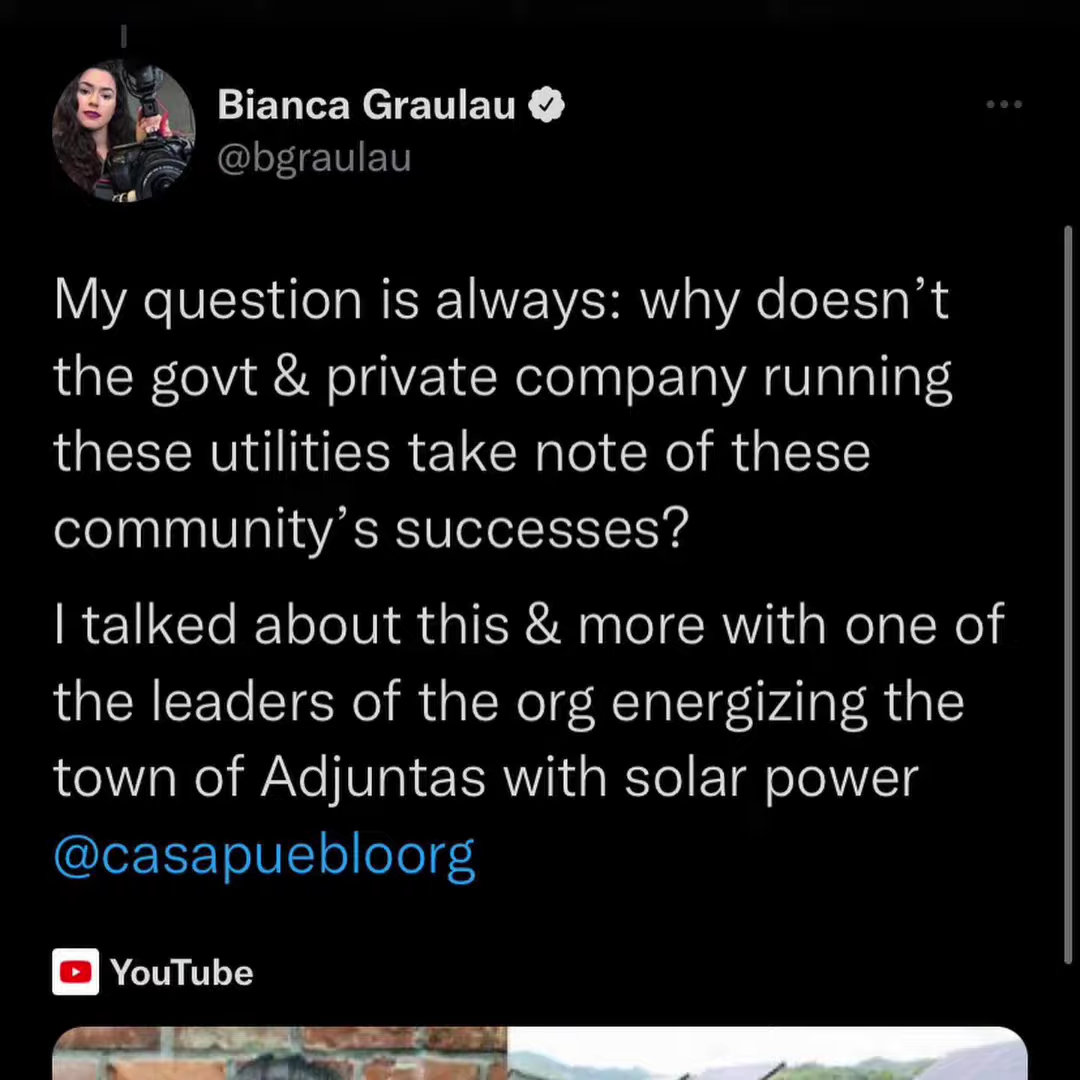 Bianca Graulau
@bgraulau
My question is always: why doesn’t
the govt & private company running
these utilities take note of these
community’s successes?
I talked about this & more with one of
the leaders of the org energizing the
town of Adjuntas with solar power
@casapuebloorg
YouTube